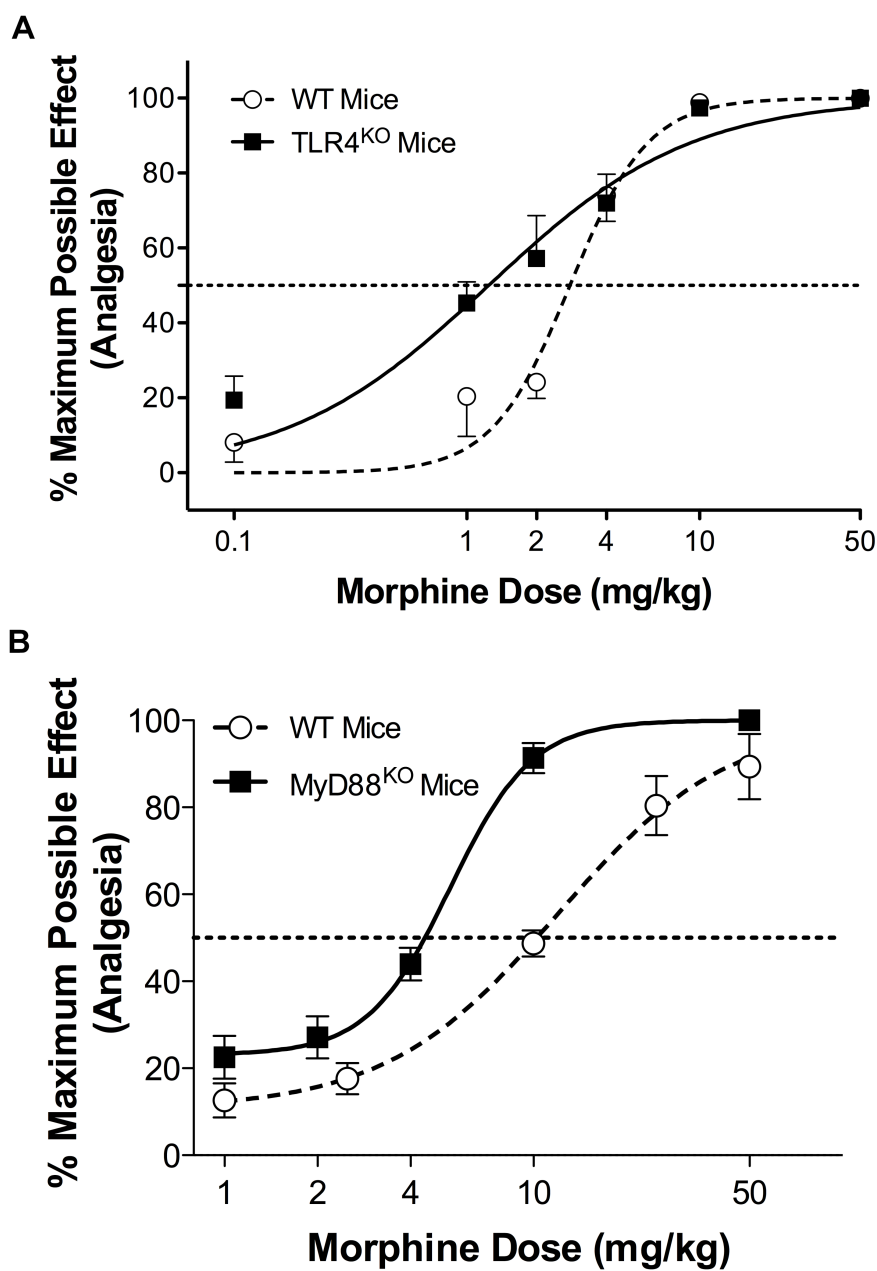 A
% Maximum Possible Effect
(Analgesia)
100
80
60
40
20
0
WT Mice
TLR4KO Mice
0.1 1 2 4 10 50
Morphine Dose (mg/kg)
B
% Maximum Possible Effect
(Analgesia)
100
80
60
40
20
0
WT Mice
MyD88KO Mice
1 2 4 10 50
Morphine Dose (mg/kg)